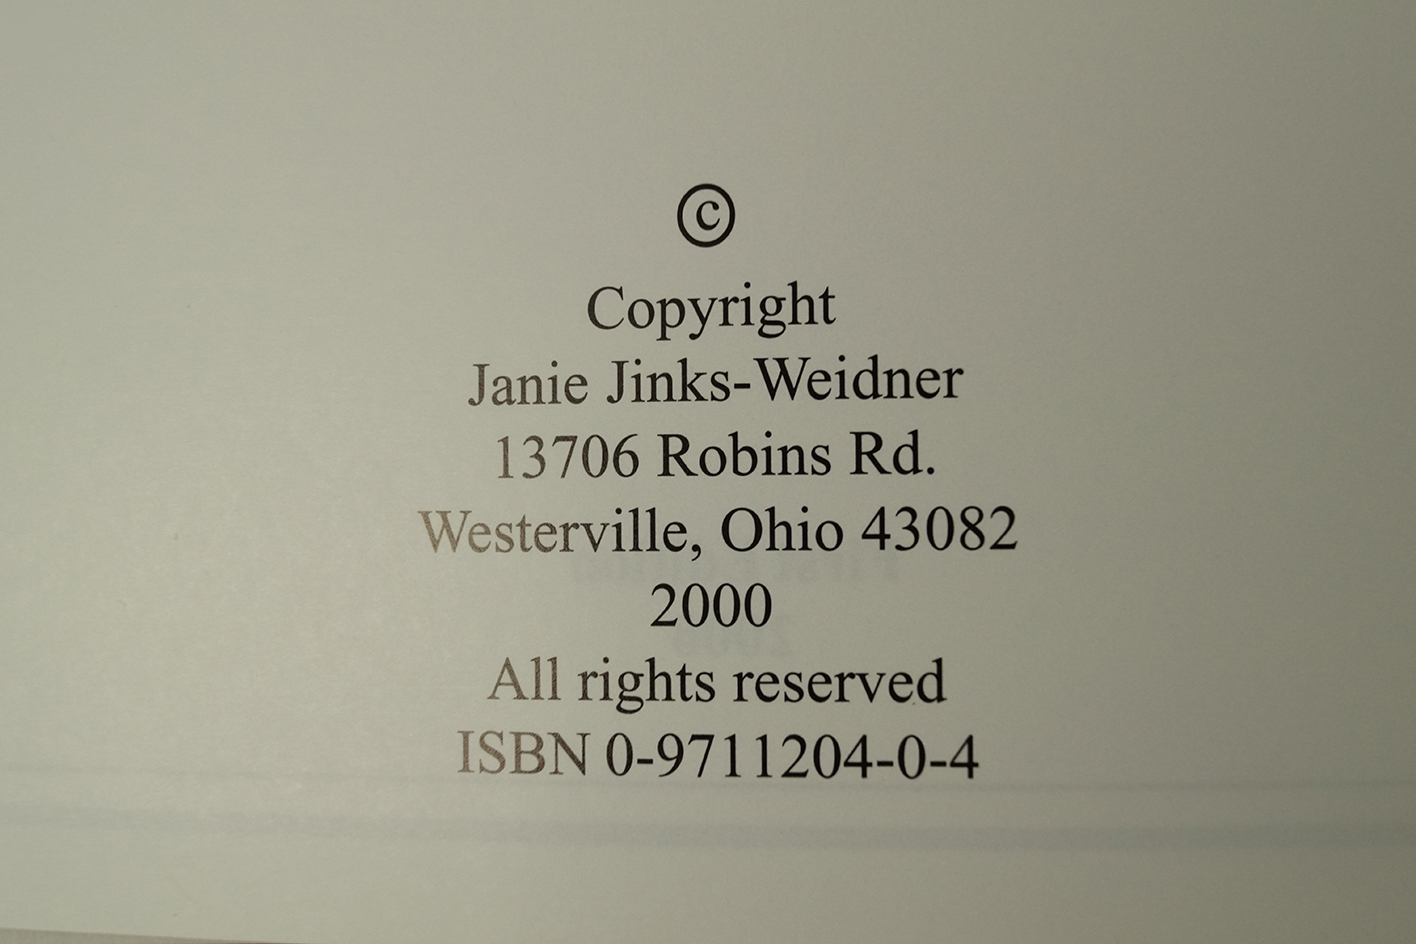 ©
Copyright
Janie Jinks-Weidner
13706 Robins Rd.
Westerville, Ohio 43082
2000
All rights reserved
ISBN 0-9711204-0-4